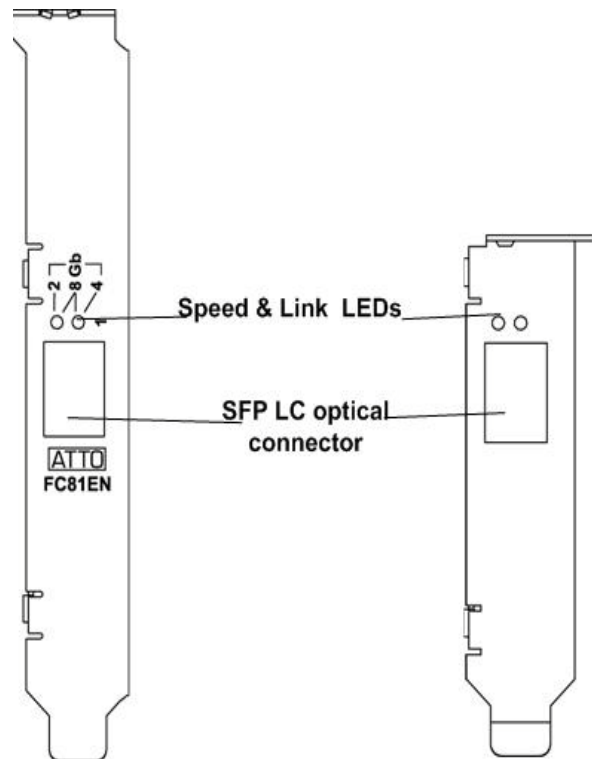 2 8 Gb 4
1
Speed & Link LEDs
SFP LC optical
connector
ATTO
FC81EN